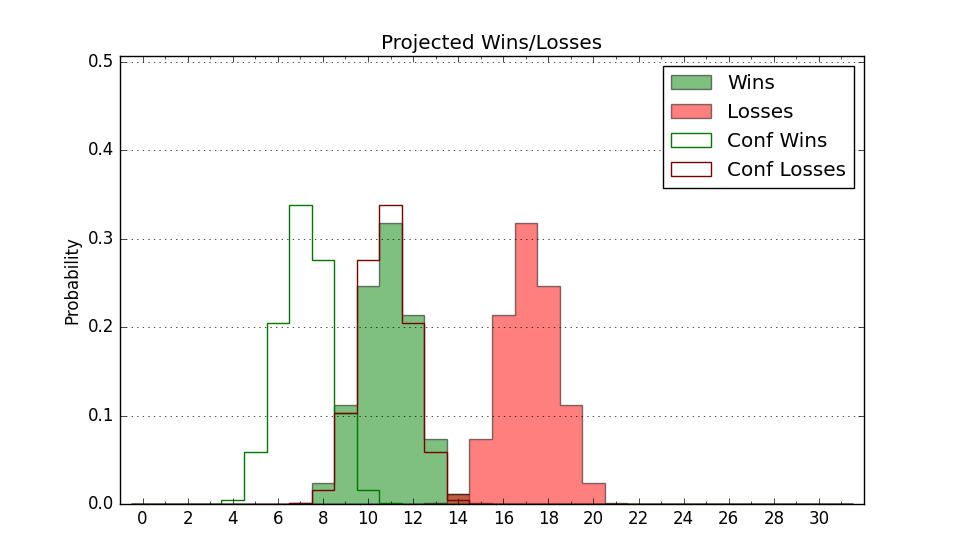 Projected Wins/Losses
0.5
0.4
0.3
0.2
0.1
0.0
Probability
Wins
Losses
Conf Wins
Conf Losses
0 2 4 6 8 10 12 14 16 18 20 22 24 26 28 30